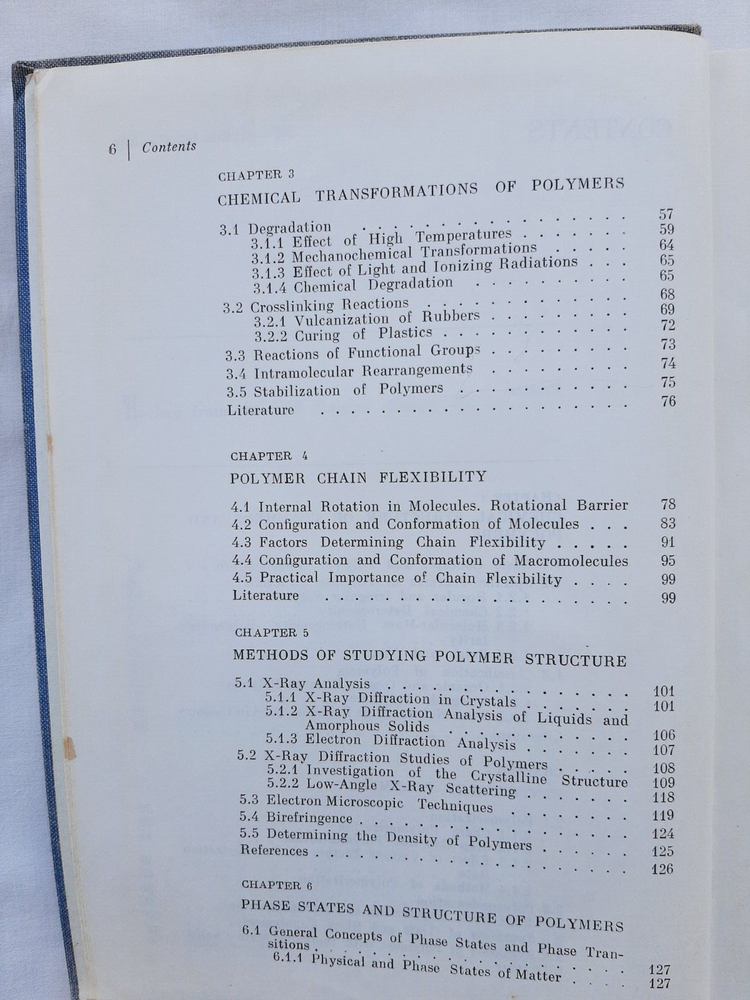 6 | Contents
CHAPTER 3
CHEMICAL TRANSFORMATIONS OF POLYMERS
3.1 Degradation . . . . . . . . . . . . . . . . 57
3.1.1 Effect of High Temperatures . . . . . . 59
3.1.2 Mechanochemical Transformations . . . . . 64
3.1.3 Effect of Light and Ionizing Radiations . . . 65
3.1.4 Chemical Degradation . . . . . . . . . 65
3.2 Crosslinking Reactions . . . . . . . . . . . 68
3.2.1 Vulcanization of Rubbers . . . . . . . . 69
3.2.2 Curing of Plastics . . . . . . . . . . 72
3.3 Reactions of Functional Groups . . . . . . . . 73
3.4 Intramolecular Rearrangements . . . . . . . . 74
3.5 Stabilization of Polymers . . . . . . . . . . 75
Literature . . . . . . . . . . . . . . . . . 76
CHAPTER 4
POLYMER CHAIN FLEXIBILITY
4.1 Internal Rotation in Molecules. Rotational Barrier 78
4.2 Configuration and Conformation of Molecules . . . 83
4.3 Factors Determining Chain Flexibility . . . . . 91
4.4 Configuration and Conformation of Macromolecules 95
4.5 Practical Importance of Chain Flexibility . . . . 99
Literature . . . . . . . . . . . . . . . . . 99
CHAPTER 5
METHODS OF STUDYING POLYMER STRUCTURE
5.1 X-Ray Analysis . . . . . . . . . . . . . 101
5.1.1 X-Ray Diffraction in Crystals . . . . . . 101
5.1.2 X-Ray Diffraction Analysis of Liquids and
Amorphous Solids . . . . . . . . . . 106
5.1.3 Electron Diffraction Analysis . . . . . . 107
5.2 X-Ray Diffraction Studies of Polymers . . . . . 108
5.2.1 Investigation of the Crystalline Structure 109
5.2.2 Low-Angle X-Ray Scattering . . . . . . 118
5.3 Electron Microscopic Techniques . . . . . . . 119
5.4 Birefringence . . . . . . . . . . . . . . 124
5.5 Determining the Density of Polymers . . . . . 125
References . . . . . . . . . . . . . . . . . 126
CHAPTER 6
PHASE STATES AND STRUCTURE OF POLYMERS
6.1 General Concepts of Phase States and Phase Tran-
sitions . . . . . . . . . . . . . . . . . 127
6.1.1 Physical and Phase States of Matter . . . . 127